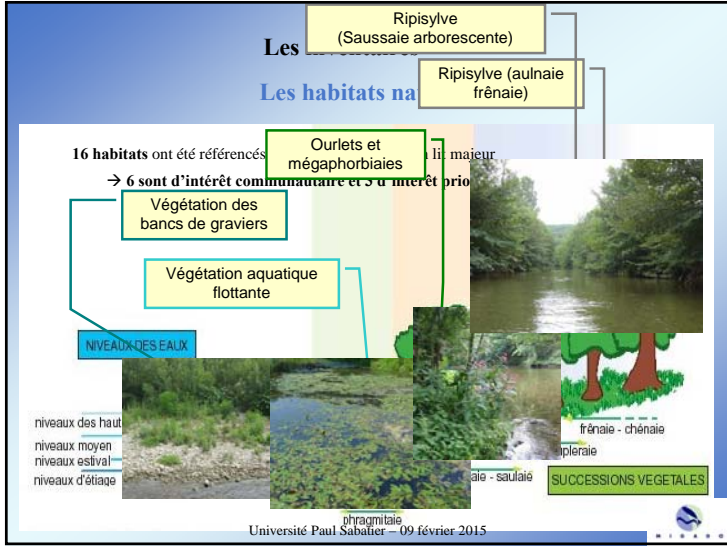 Ripisylve
(Saussaie arborescente)
Les
Ripisylve (aulnaie
frênaie)
Les habitats na
Ourlets et
mégaphorbiaies
16 habitats ont été référencés lit majeur
→ 6 sont d'intérêt communautaire et 3 d'intérêt prio
Végétation des
bancs de graviers
Végétation aquatique
flottante
NIVEAUX DES EAUX
niveaux des haut
niveaux moyen
niveaux estival
niveaux d'étiage
frênaie - chênaie
upleraie
aie - saulaie
SUCCESSIONS VEGETALES
phragmitaie
Université Paul Sabatier – 09 février 2015
MIGADO